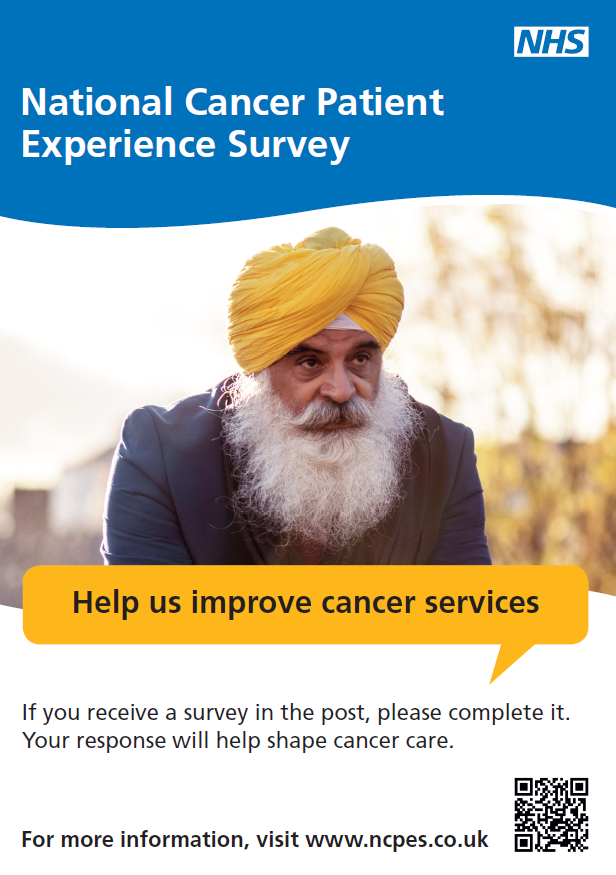 NHS
National Cancer Patient
Experience Survey
Help us improve cancer services
If you receive a survey in the post, please complete it.
Your response will help shape cancer care.
For more information, visit www.ncpes.co.uk